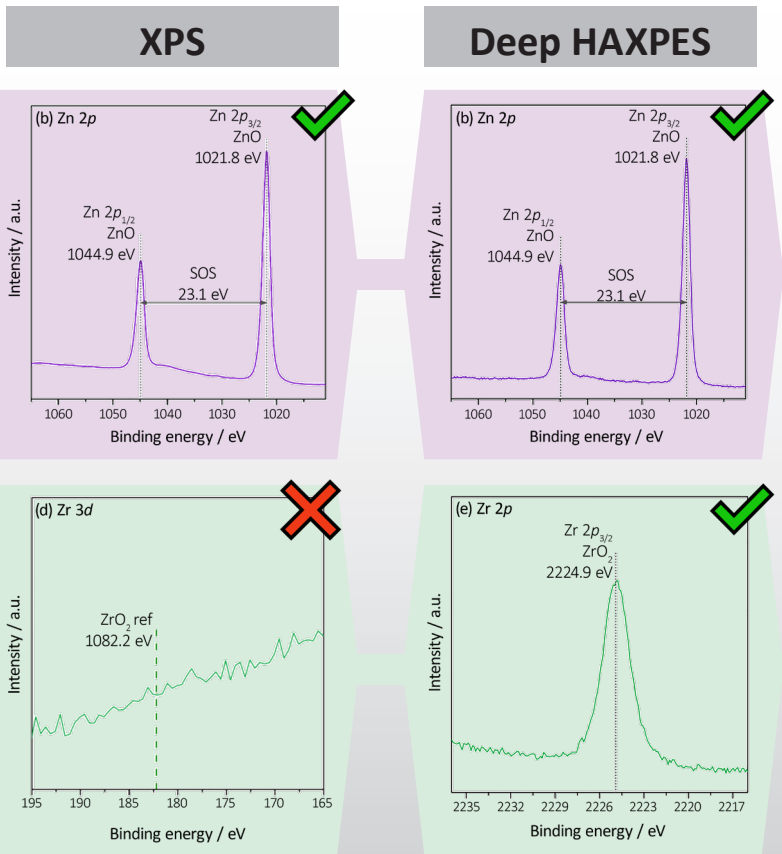 XPS
Deep HAXPES
(b) Zn 2p
Zn 2p3/2
ZnO
1021.8 eV
Zn 2p1/2
ZnO
1044.9 eV
SOS
23.1 eV
Intensity / a.u.
1060 1050 1040 1030 1020
Binding energy / eV
(b) Zn 2p
Zn 2p3/2
ZnO
1021.8 eV
Zn 2p1/2
ZnO
1044.9 eV
SOS
23.1 eV
Intensity / a.u.
1060 1050 1040 1030 1020
Binding energy / eV
(d) Zr 3d
ZrO2 ref
1082.2 eV
Intensity / a.u.
195 190 185 180 175 170 165
Binding energy / eV
(e) Zr 2p
Zr 2p3/2
ZrO2
2224.9 eV
Intensity / a.u.
2235 2232 2229 2226 2223 2220 2217
Binding energy / eV